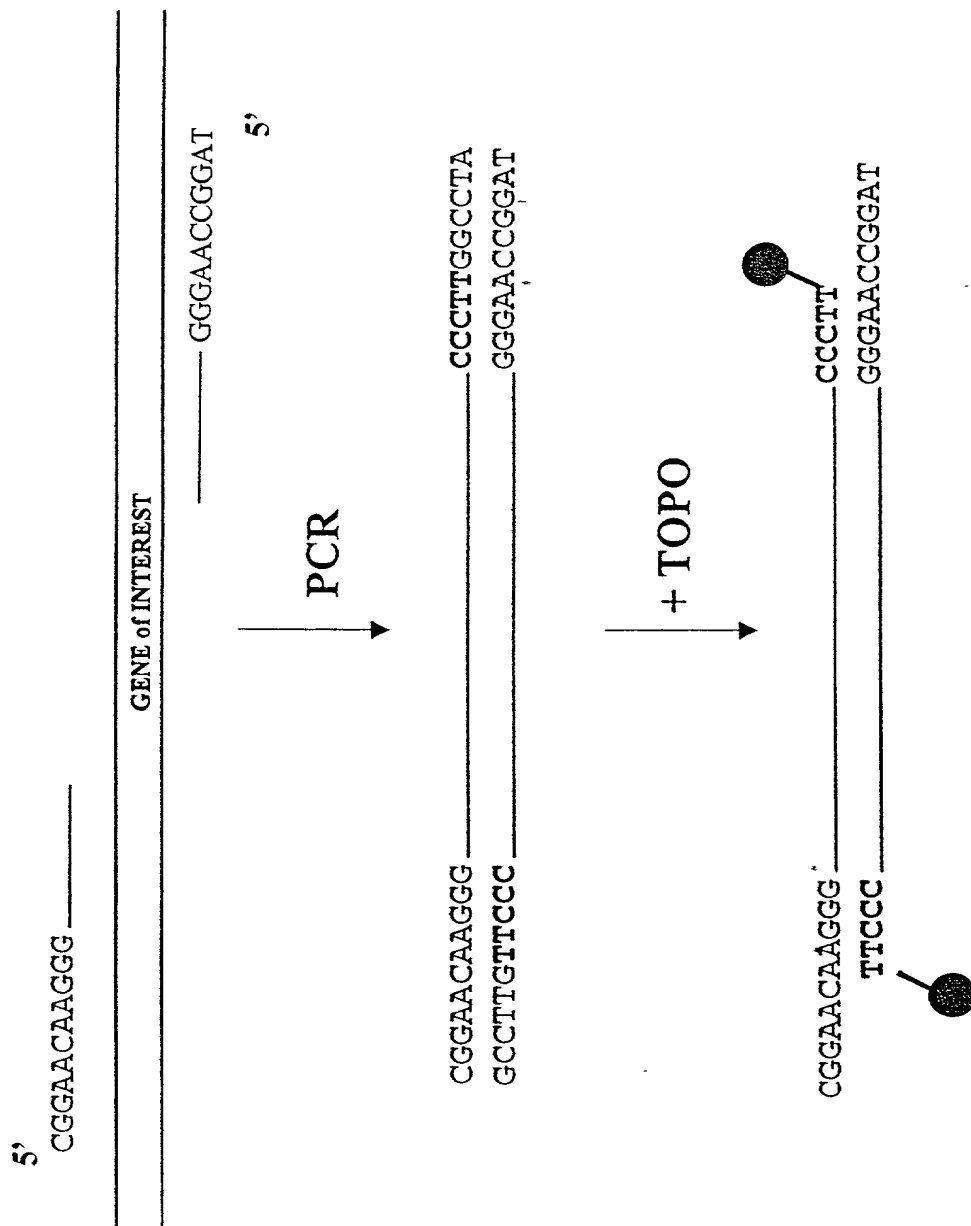 5'
CGGAACAAGGG
GENE of INTEREST
GGGAACCGGAT
5'
PCR
CGGAACAAGGG CCCTTGGCCTA
GCCTTGTTCCC GGGAACCGGAT
+ TOPO
CGGAACAAGGG CCCTT
TTCCC GGGAACCGGAT